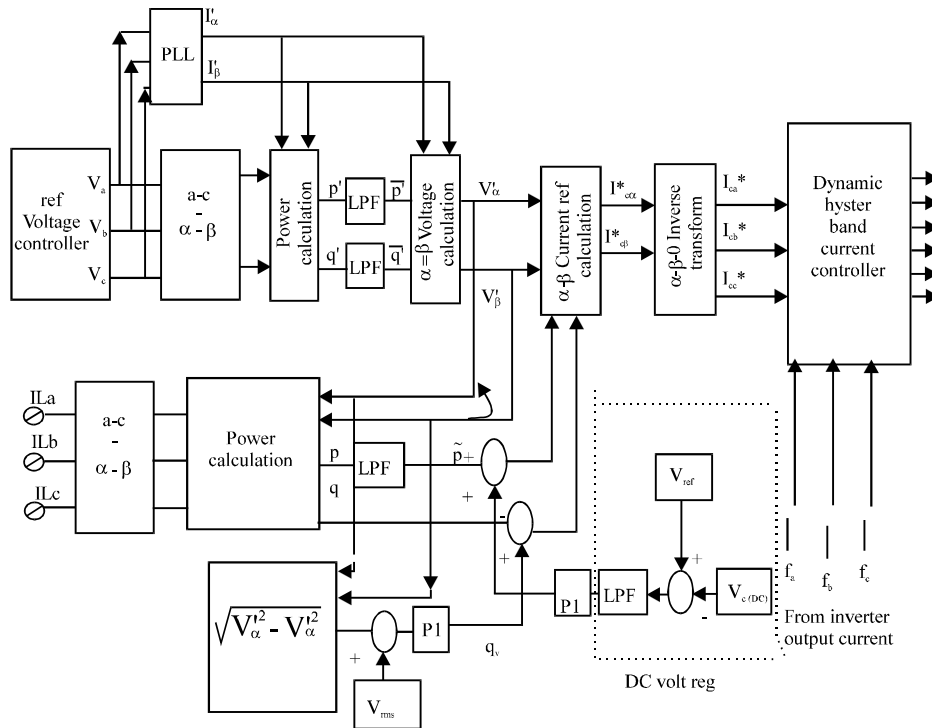 I'α
PLL
I'β
ref
Voltage
controller
Va
Vb
Vc
a-c
-
α-β
Power
calculation
p'
q'
LPF
LPF
p̅'
q̅'
α=β Voltage
calculation
V'α
V'β
α-β Current ref
calculation
I*cα
I*cβ
α-β-0 Inverse
transform
Ica*
Icb*
Icc*
Dynamic
hyster
band
current
controller
ILa
ILb
ILc
a-c
-
α-β
Power
calculation
p
q
LPF
p̃+
+
-
Vref
+
Vc (DC)
-
LPF
P1
fa
fb
fc
From inverter
output current
DC volt reg
√V'α² - V'α²
+
P1
qv
Vrms